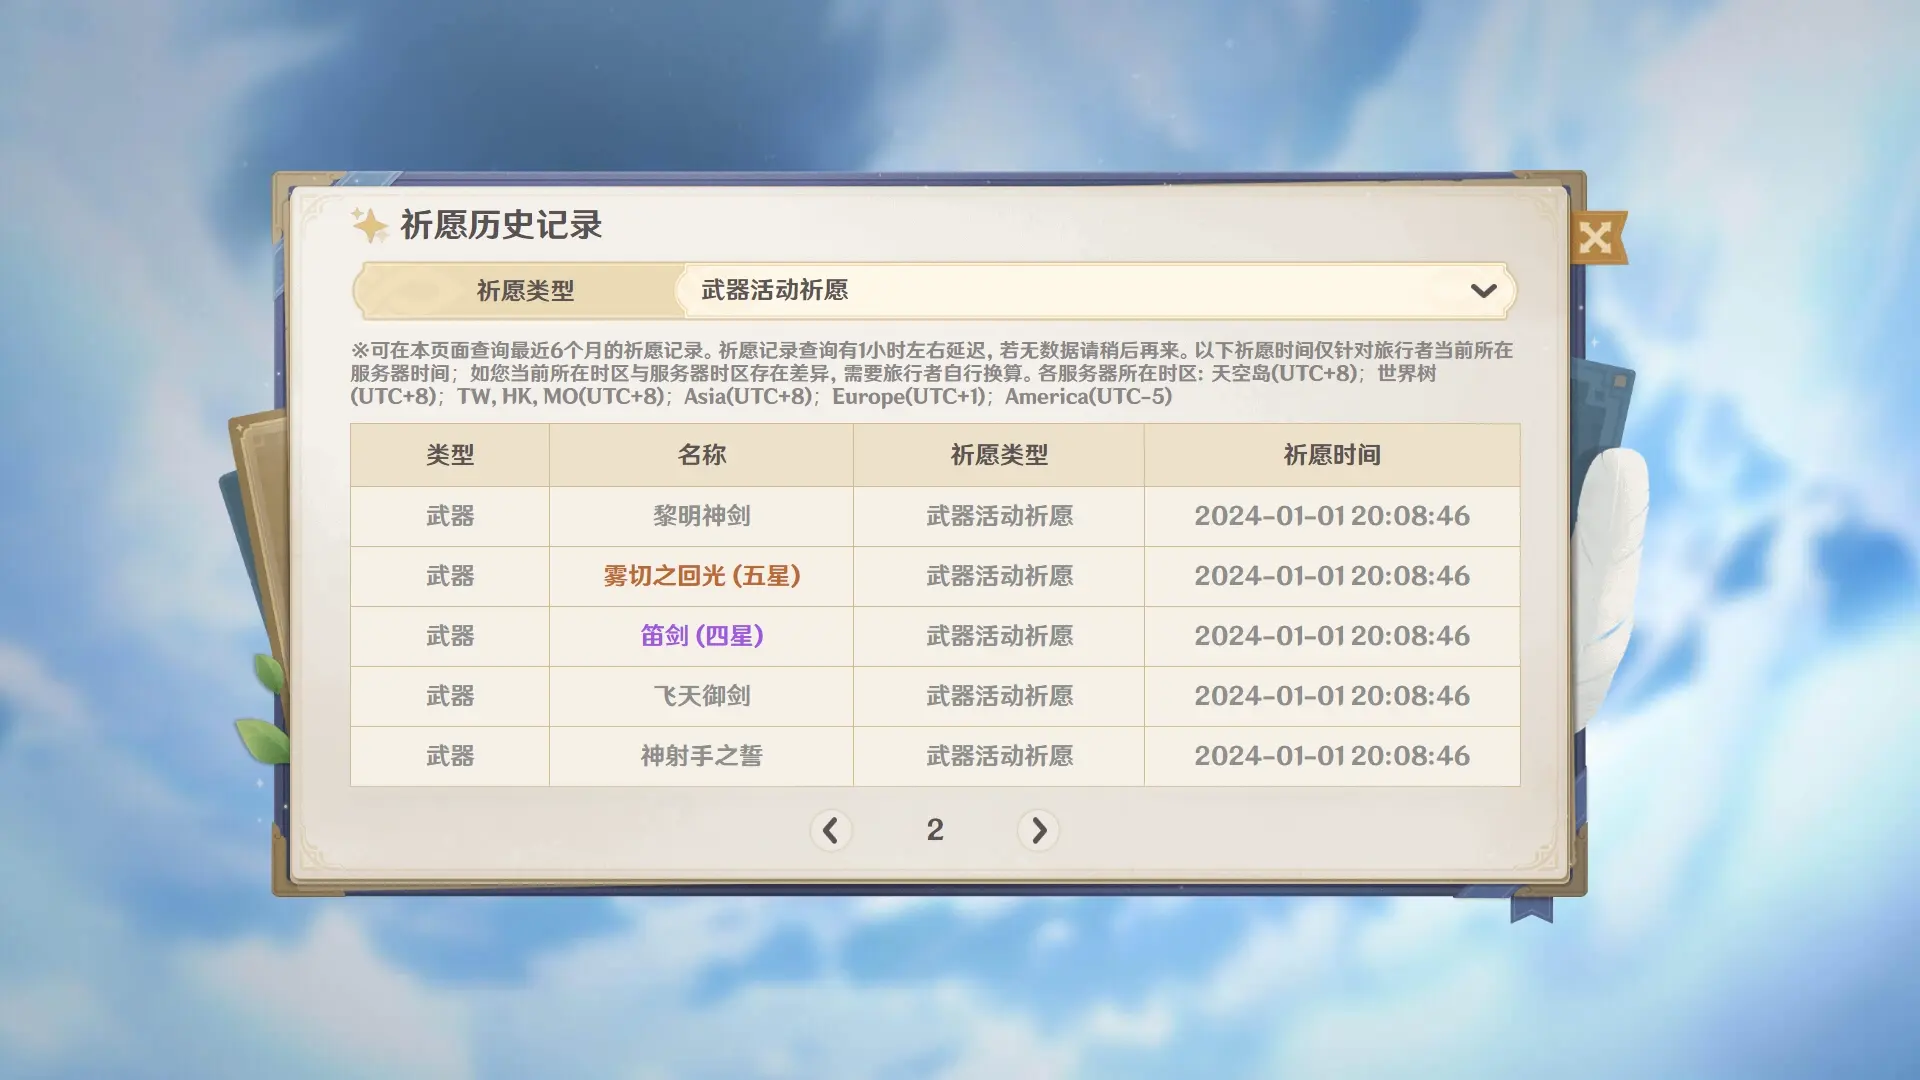 祈愿历史记录
祈愿类型 武器活动祈愿
※可在本页面查询最近6个月的祈愿记录。祈愿记录查询有1小时左右延迟，若无数据请稍后再来。以下祈愿时间仅针对旅行者当前所在
服务器时间；如您当前所在时区与服务器时区存在差异，需要旅行者自行换算。各服务器所在时区：天空岛(UTC+8)；世界树
(UTC+8)；TW, HK, MO(UTC+8)；Asia(UTC+8)；Europe(UTC+1)；America(UTC-5)
类型 名称 祈愿类型 祈愿时间
武器 黎明神剑 武器活动祈愿 2024-01-01 20:08:46
武器 雾切之回光 (五星) 武器活动祈愿 2024-01-01 20:08:46
武器 笛剑 (四星) 武器活动祈愿 2024-01-01 20:08:46
武器 飞天御剑 武器活动祈愿 2024-01-01 20:08:46
武器 神射手之誓 武器活动祈愿 2024-01-01 20:08:46
2